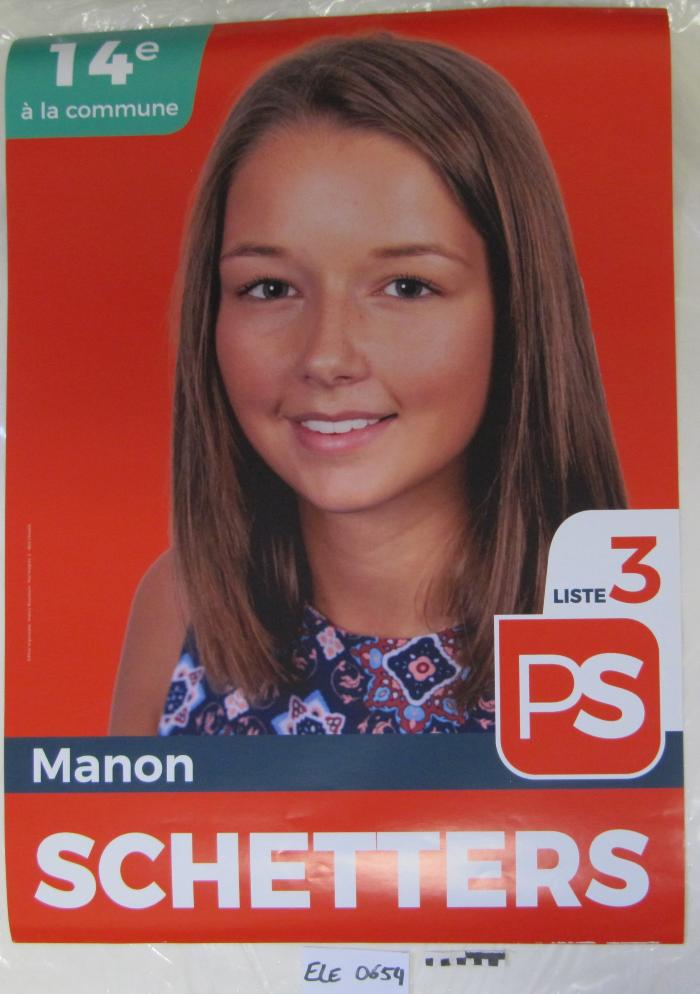 14e
à la commune
LISTE 3
PS
Manon
SCHETTERS
ELE 0654